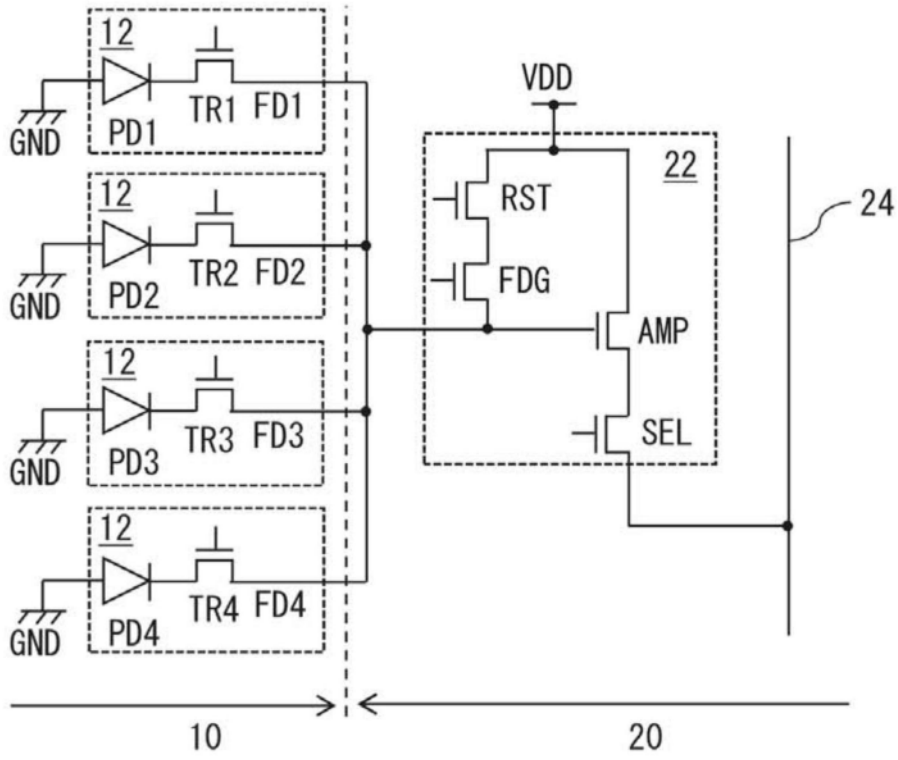 12
GND
PD1
TR1
FD1
12
GND
PD2
TR2
FD2
12
GND
PD3
TR3
FD3
12
GND
PD4
TR4
FD4
VDD
22
RST
FDG
AMP
SEL
24
10
20